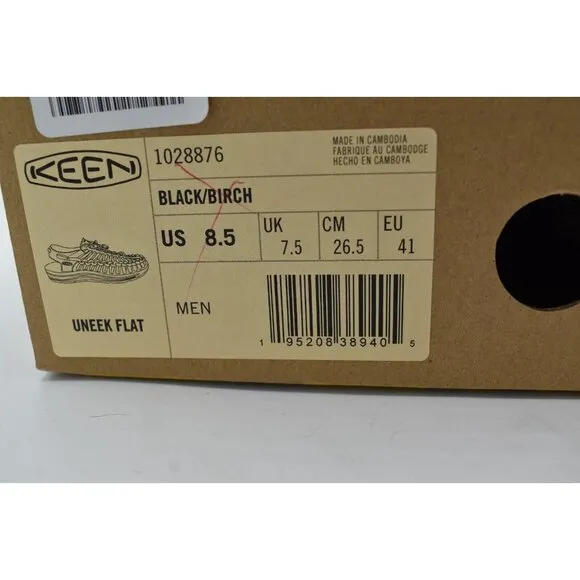 KEEN
1028876
MADE IN CAMBODIA
FABRIQUE AU CAMBODGE
HECHO EN CAMBOYA
BLACK/BIRCH
US 8.5
UK 7.5
CM 26.5
EU 41
UNEEK FLAT
MEN
1 95208 38940 5